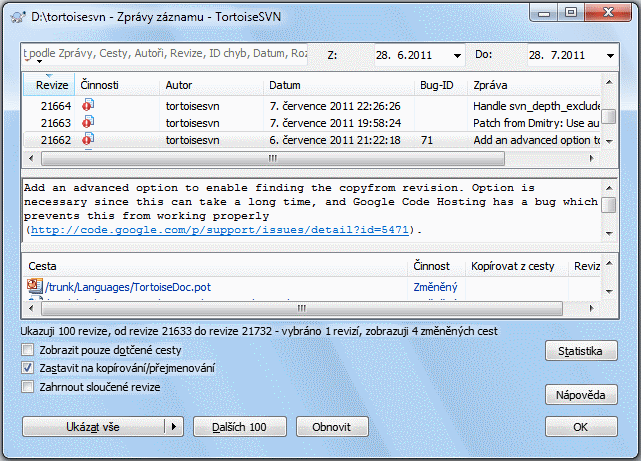 D:\tortoisesvn - Zprávy záznamu - TortoiseSVN
podle Zprávy, Cesty, Autoři, Revize, ID chyb, Datum, Roz Z: 28. 6.2011 Do: 28. 7.2011
Revize Činnosti Autor Datum Bug-ID Zpráva
21664 tortoisesvn 7. července 2011 22:26:26 Handle svn_depth_exclude
21663 tortoisesvn 7. července 2011 19:58:24 Patch from Dmitry: Use au
21662 tortoisesvn 6. července 2011 21:22:18 71 Add an advanced option to
Add an advanced option to enable finding the copyfrom revision. Option is
necessary since this can take a long time, and Google Code Hosting has a bug which
prevents this from working properly
(http://code.google.com/p/support/issues/detail?id=5471).
Cesta Činnost Kopírovat z cesty Reviz
/trunk/Languages/TortoiseDoc.pot Změněný
Ukazuji 100 revize, od revize 21633 do revize 21732 - vybráno 1 revizí, zobrazuji 4 změněných cest
Zobrazit pouze dotčené cesty
Statistika
Zastavit na kopírování/přejmenování
Zahrnout sloučené revize
Nápověda
Ukázat vše Dalších 100 Obnovit OK